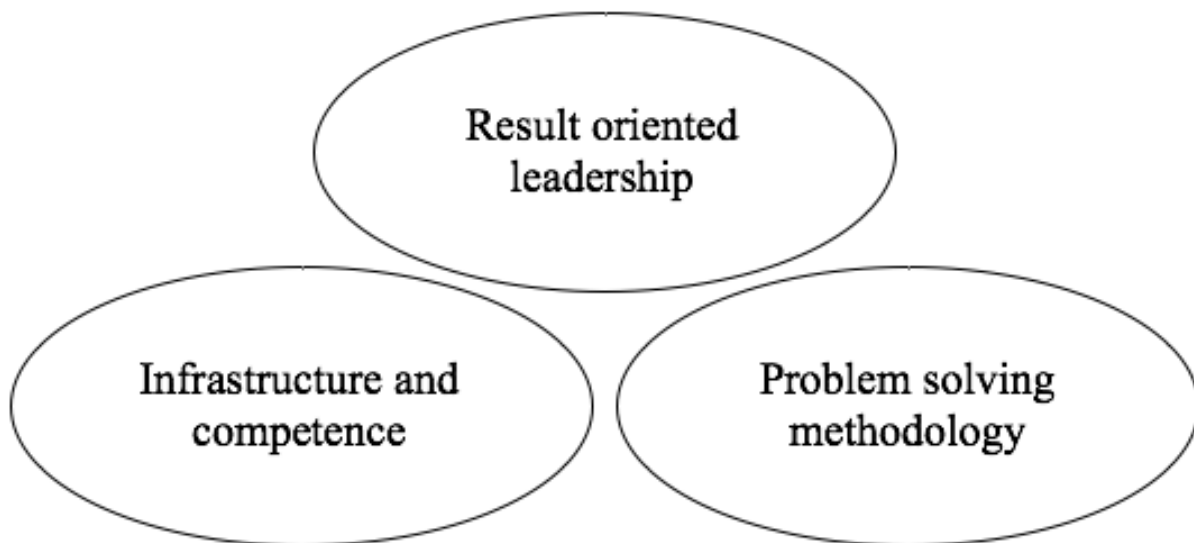 Result oriented
leadership
Infrastructure and
competence
Problem solving
methodology